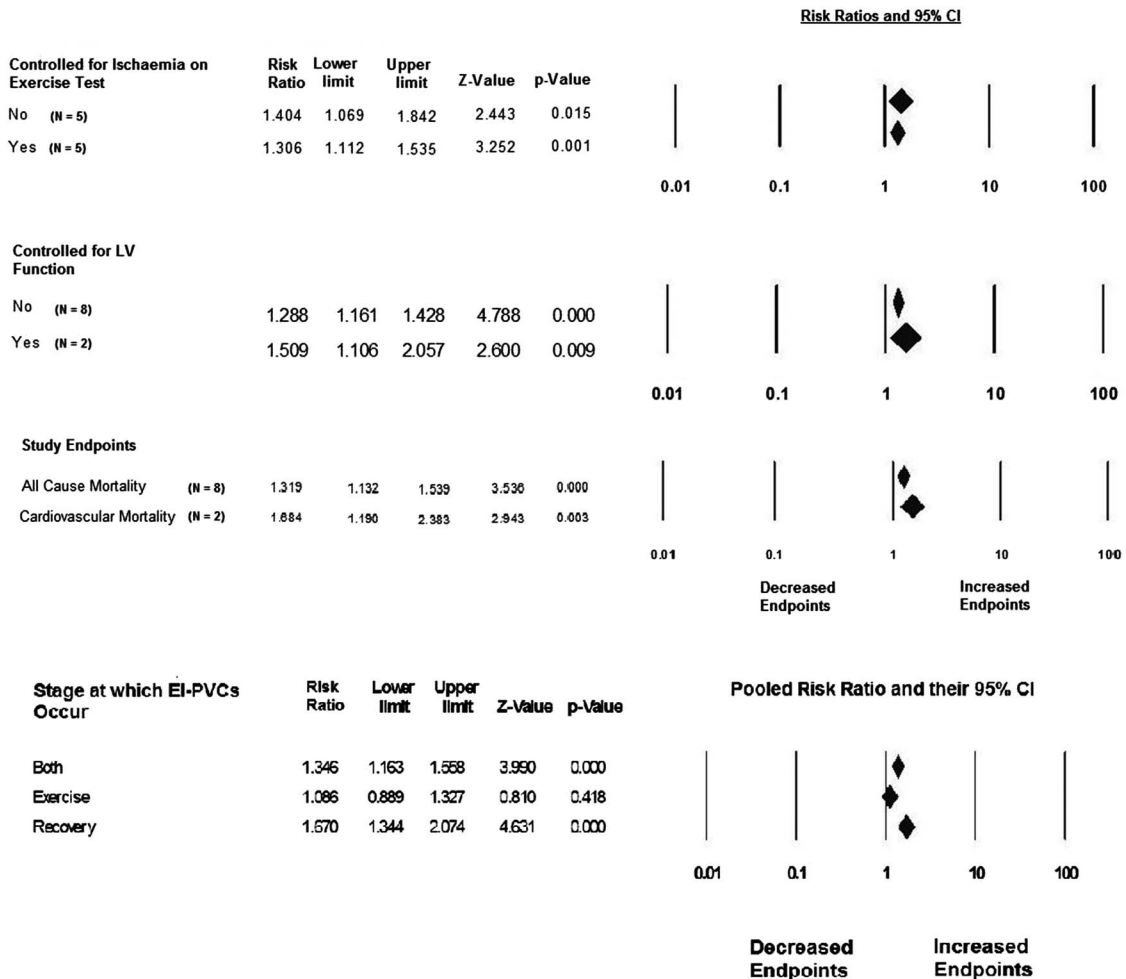 Risk Ratios and 95% CI
Controlled for Ischaemia on Exercise Test Risk Ratio Lower limit Upper limit Z-Value p-Value
No (N = 5) 1.404 1.069 1.842 2.443 0.015
Yes (N = 5) 1.306 1.112 1.535 3.252 0.001
0.01 0.1 1 10 100
Controlled for LV
Function
No (N = 8) 1.288 1.161 1.428 4.788 0.000
Yes (N = 2) 1.509 1.106 2.057 2.600 0.009
0.01 0.1 1 10 100
Study Endpoints
All Cause Mortality (N = 8) 1.319 1.132 1.539 3.536 0.000
Cardiovascular Mortality (N = 2) 1.684 1.190 2.383 2.943 0.003
0.01 0.1 1 10 100
Decreased Endpoints Increased Endpoints
Stage at which EI-PVCs Occur Risk Ratio Lower limit Upper limit Z-Value p-Value Pooled Risk Ratio and their 95% CI
Both 1.346 1.163 1.558 3.990 0.000
Exercise 1.086 0.889 1.327 0.810 0.418
Recovery 1.670 1.344 2.074 4.631 0.000
0.01 0.1 1 10 100
Decreased Endpoints Increased Endpoints